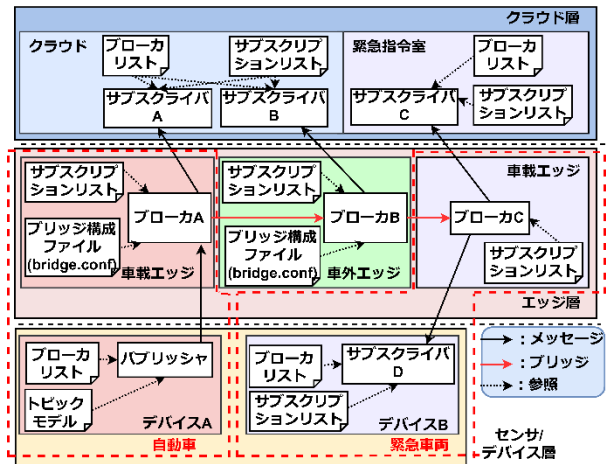 クラウド層
クラウド
ブローカ
リスト
サブスクリプ
ションリスト
サブスクライバ
A
サブスクライバ
B
緊急指令室
ブローカ
リスト
サブスクライバ
C
サブスクリプ
ションリスト
サブスクリプ
ションリスト
ブローカA
ブリッジ構成
ファイル
(bridge.conf)
車載エッジ
サブスクリプ
ションリスト
ブローカB
ブリッジ構成
ファイル
(bridge.conf)
車外エッジ
車載エッジ
ブローカC
サブスクリプ
ションリスト
エッジ層
ブローカ
リスト
パブリッシャ
トピック
モデル
デバイスA
自動車
ブローカ
リスト
サブスクライバ
D
サブスクリプ
ションリスト
デバイスB
緊急車両
：メッセージ
：ブリッジ
：参照
センサ/
デバイス層